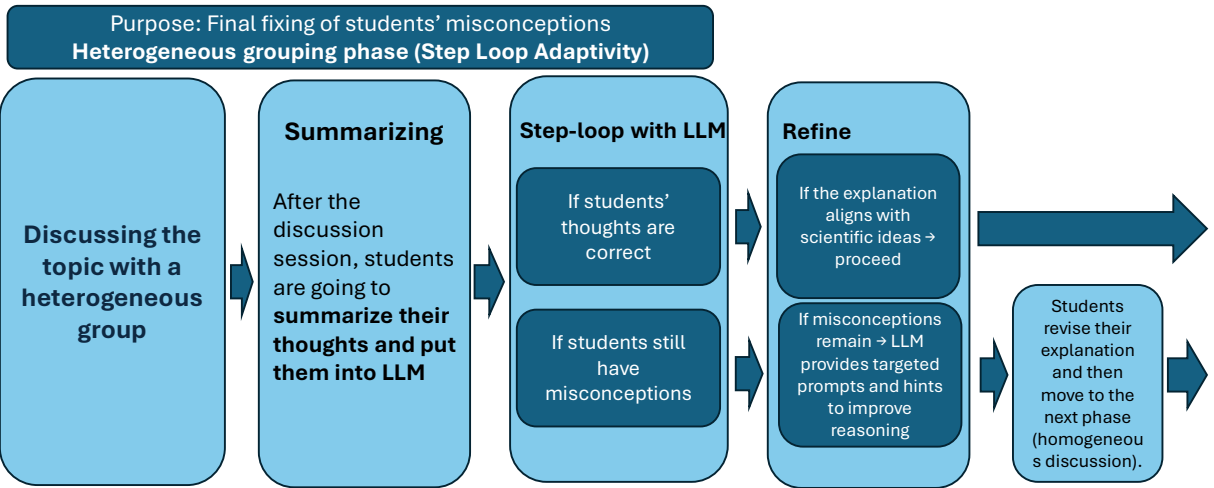 Purpose: Final fixing of students’ misconceptions
Heterogeneous grouping phase (Step Loop Adaptivity)
Discussing the
topic with a
heterogeneous
group
Summarizing
After the
discussion
session, students
are going to
summarize their
thoughts and put
them into LLM
Step-loop with LLM
If students’
thoughts are
correct
If students still
have
misconceptions
Refine
If the explanation
aligns with
scientific ideas →
proceed
If misconceptions
remain → LLM
provides targeted
prompts and hints
to improve
reasoning
Students
revise their
explanation
and then
move to the
next phase
(homogeneou
s discussion).